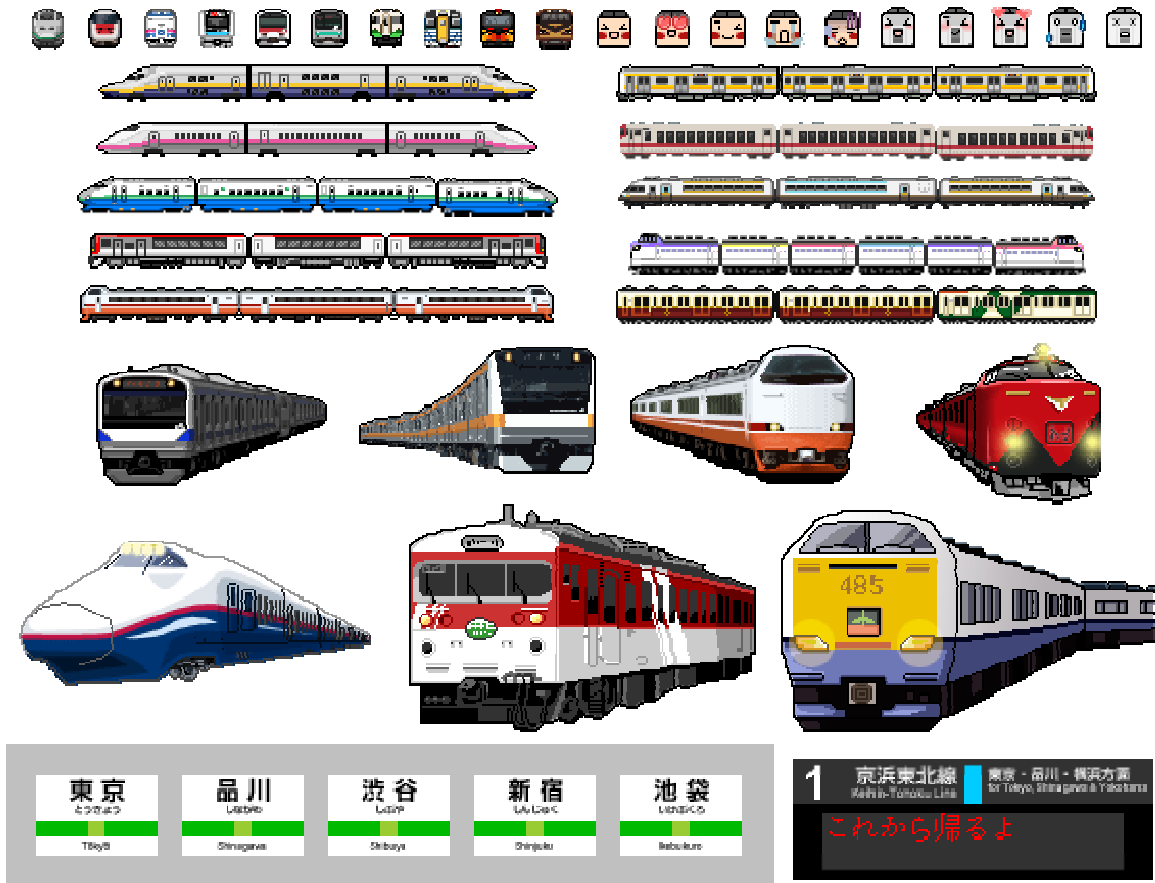 485
東京
とうきょう
Tōkyō
品川
しながわ
Shinagawa
渋谷
しぶや
Shibuya
新宿
しんじゅく
Shinjuku
池袋
いけぶくろ
Ikebukuro
1 京浜東北線
Keihin-Tohoku Line
東京・品川・横浜方面
for Tokyo, Shinagawa & Yokohama
これから帰るよ